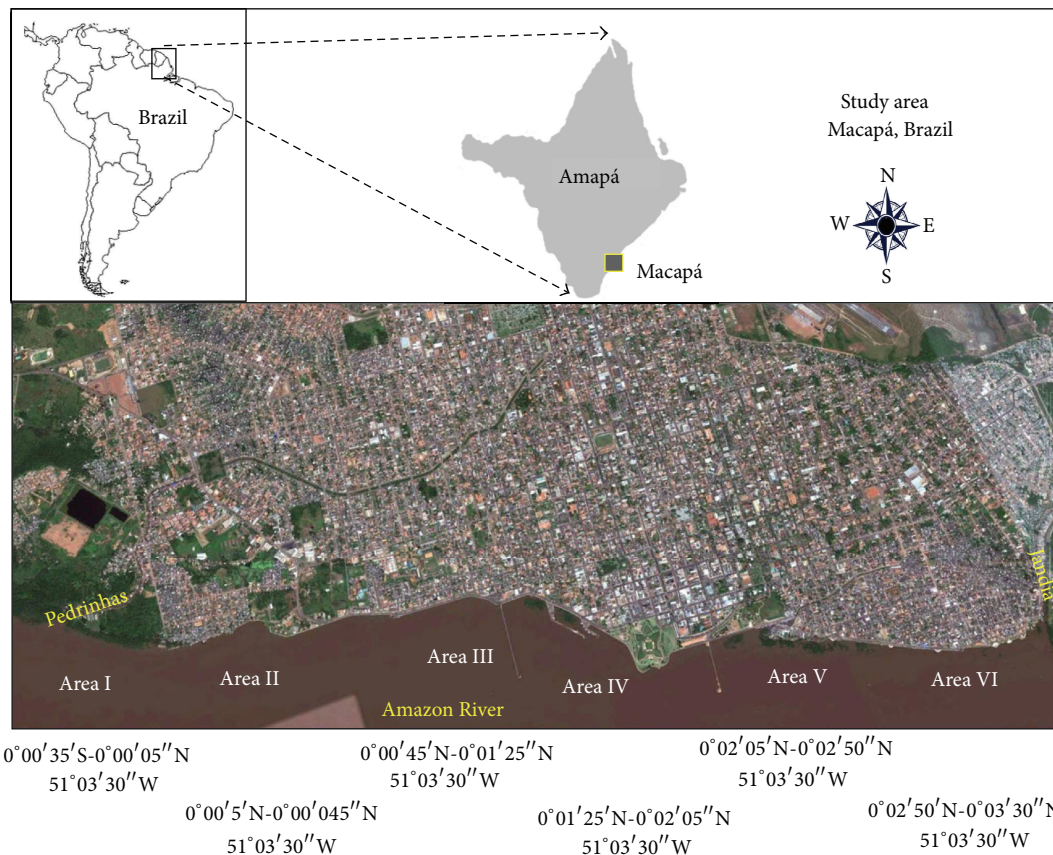 Brazil
Amapá
Macapá
Study area
Macapá, Brazil
N
W
E
S
Pedrinhas
Jandiá
Area I
Area II
Area III
Area IV
Area V
Area VI
Amazon River
0°00′35″S-0°00′05″N
51°03′30″W
0°00′5″N-0°00′045″N
51°03′30″W
0°00′45″N-0°01′25″N
51°03′30″W
0°01′25″N-0°02′05″N
51°03′30″W
0°02′05″N-0°02′50″N
51°03′30″W
0°02′50″N-0°03′30″N
51°03′30″W